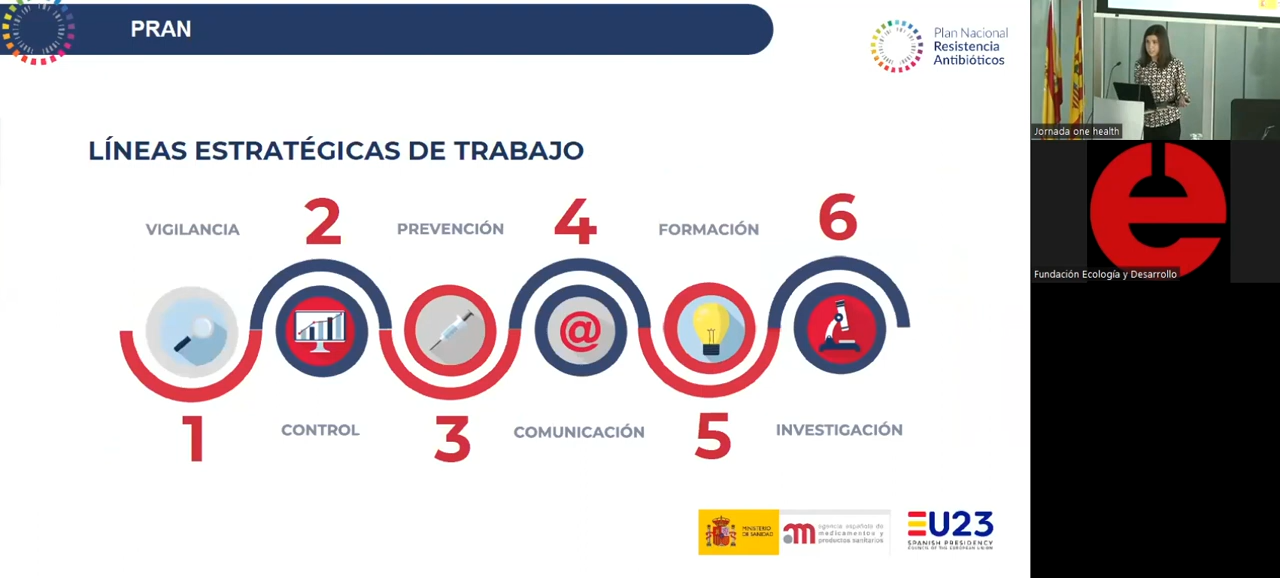 PRAN
Plan Nacional
Resistencia
Antibióticos
LÍNEAS ESTRATÉGICAS DE TRABAJO
VIGILANCIA
2
PREVENCIÓN
4
FORMACIÓN
6
@
1
CONTROL
3
COMUNICACIÓN
5
INVESTIGACIÓN
MINISTERIO
DE SANIDAD
agencia española de
medicamentos y
productos sanitarios
EU23
SPANISH PRESIDENCY
COUNCIL OF THE EUROPEAN UNION
Jornada one health
e
Fundación Ecología y Desarrollo